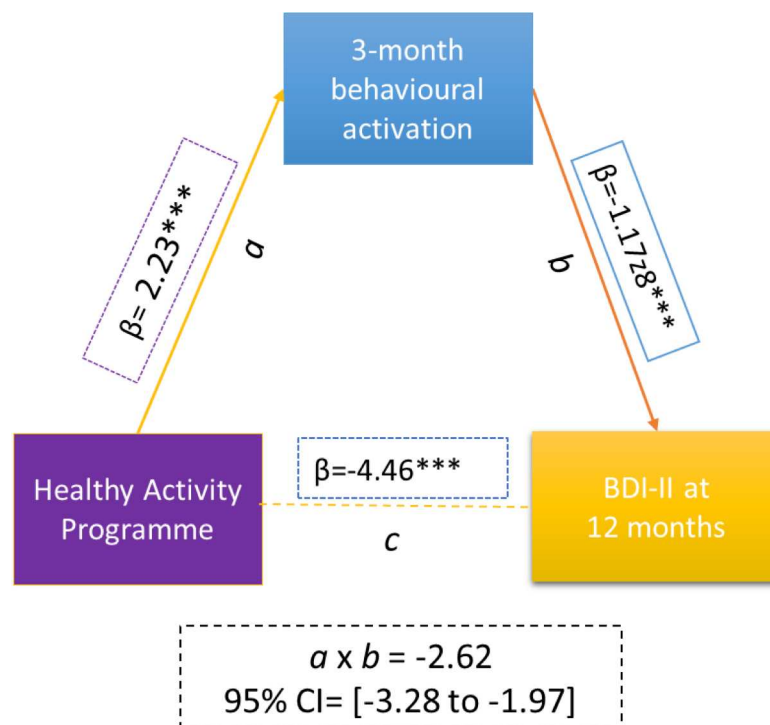 3-month
behavioural
activation
β= 2.23***
a
β=-1.17z8***
b
Healthy Activity
Programme
β=-4.46***
c
BDI-II at
12 months
a x b = -2.62
95% CI= [-3.28 to -1.97]